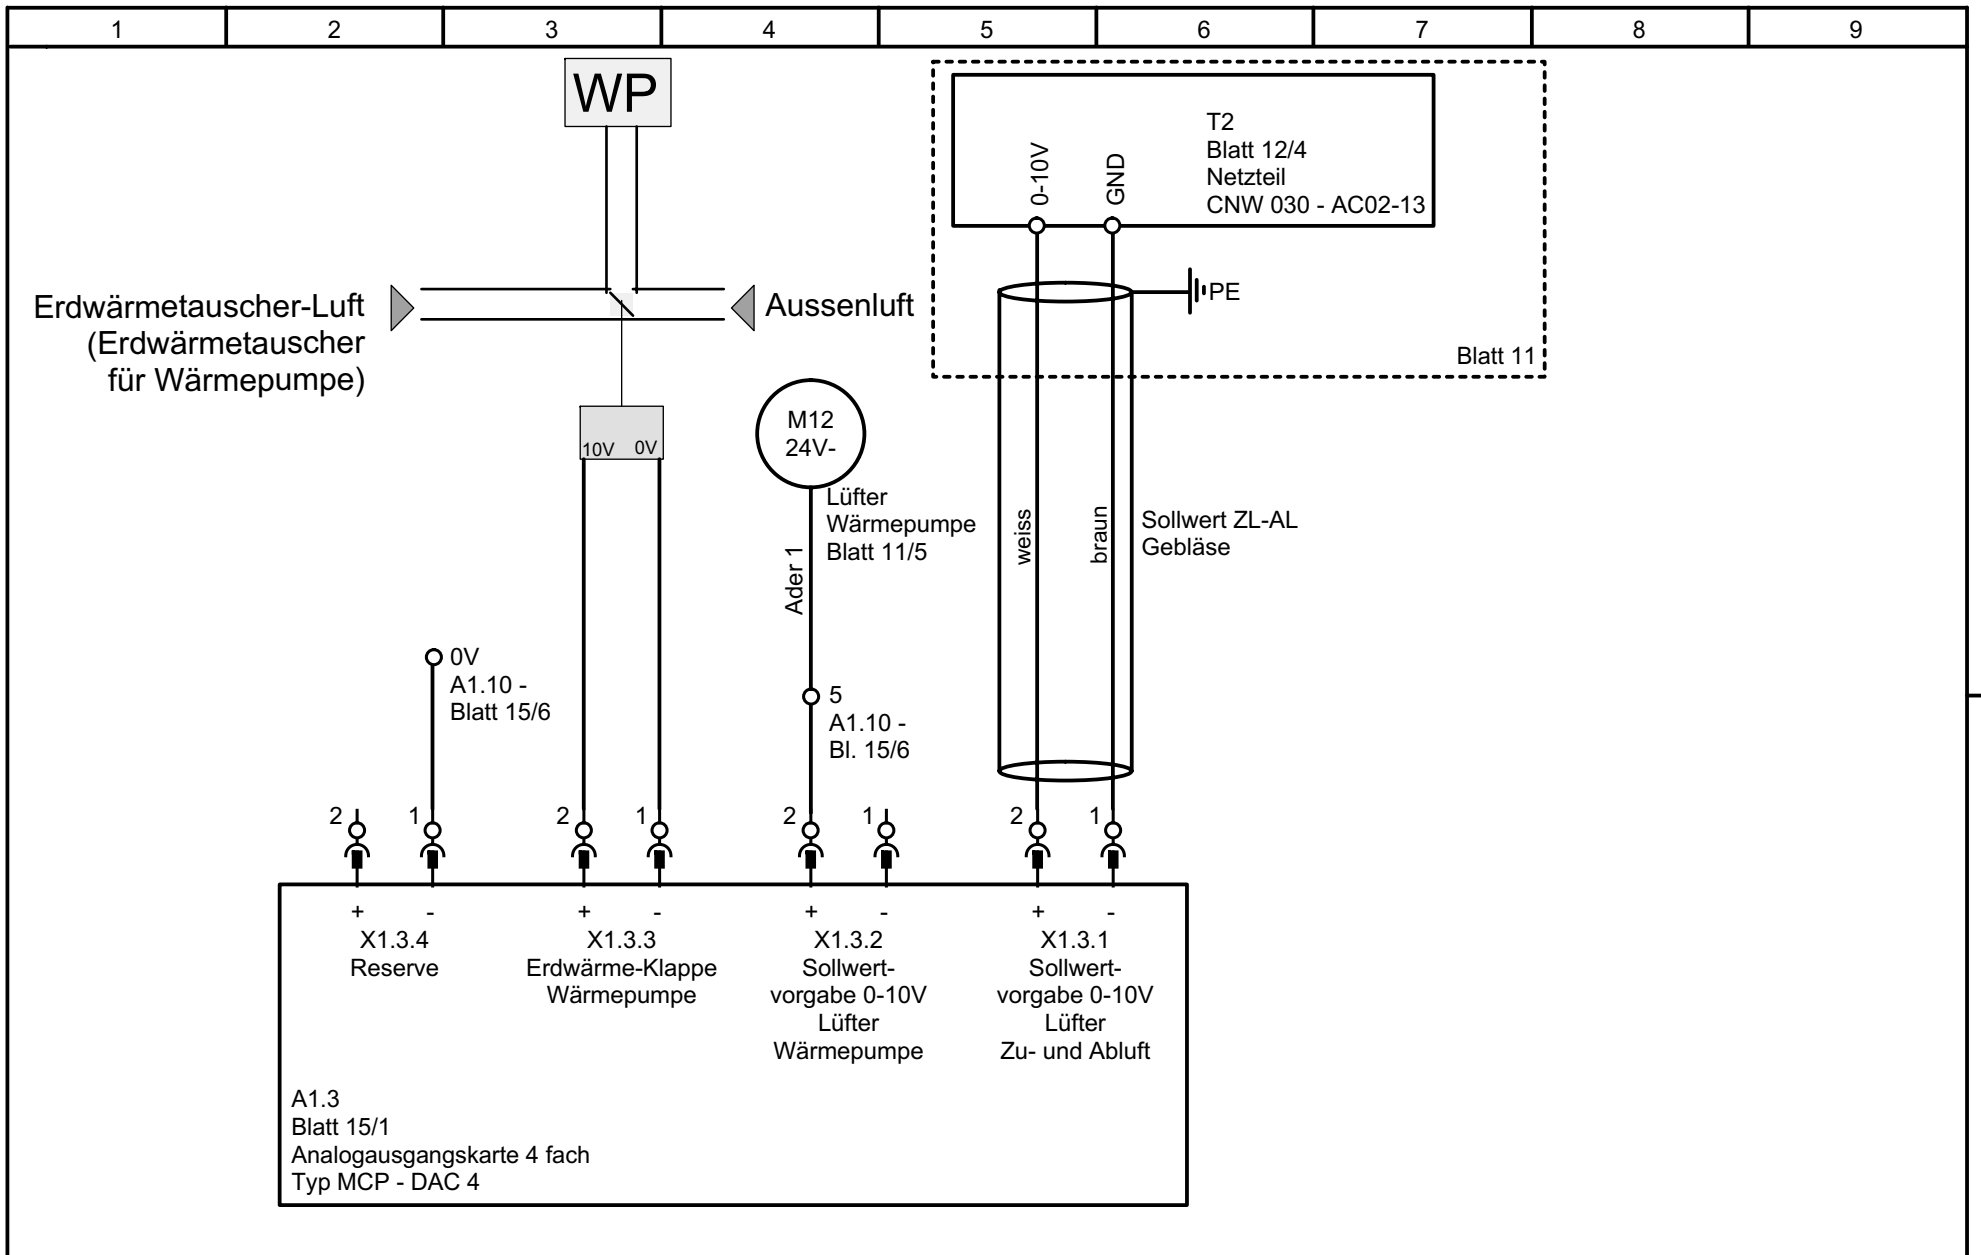 1 2 3 4 5 6 7 8 9
WP
0-10V
GND
T2
Blatt 12/4
Netzteil
CNW 030 - AC02-13
PE
Blatt 11
Erdwärmetauscher-Luft
(Erdwärmetauscher
für Wärmepumpe)
Aussenluft
10V 0V
M12
24V-
Lüfter
Wärmepumpe
Blatt 11/5
Ader 1
weiss
braun
Sollwert ZL-AL
Gebläse
0V
A1.10 -
Blatt 15/6
5
A1.10 -
Bl. 15/6
2 1 2 1 2 1 2 1
+ - + - + - + -
X1.3.4
Reserve
X1.3.3
Erdwärme-Klappe
Wärmepumpe
X1.3.2
Sollwert-
vorgabe 0-10V
Lüfter
Wärmepumpe
X1.3.1
Sollwert-
vorgabe 0-10V
Lüfter
Zu- und Abluft
A1.3
Blatt 15/1
Analogausgangskarte 4 fach
Typ MCP - DAC 4